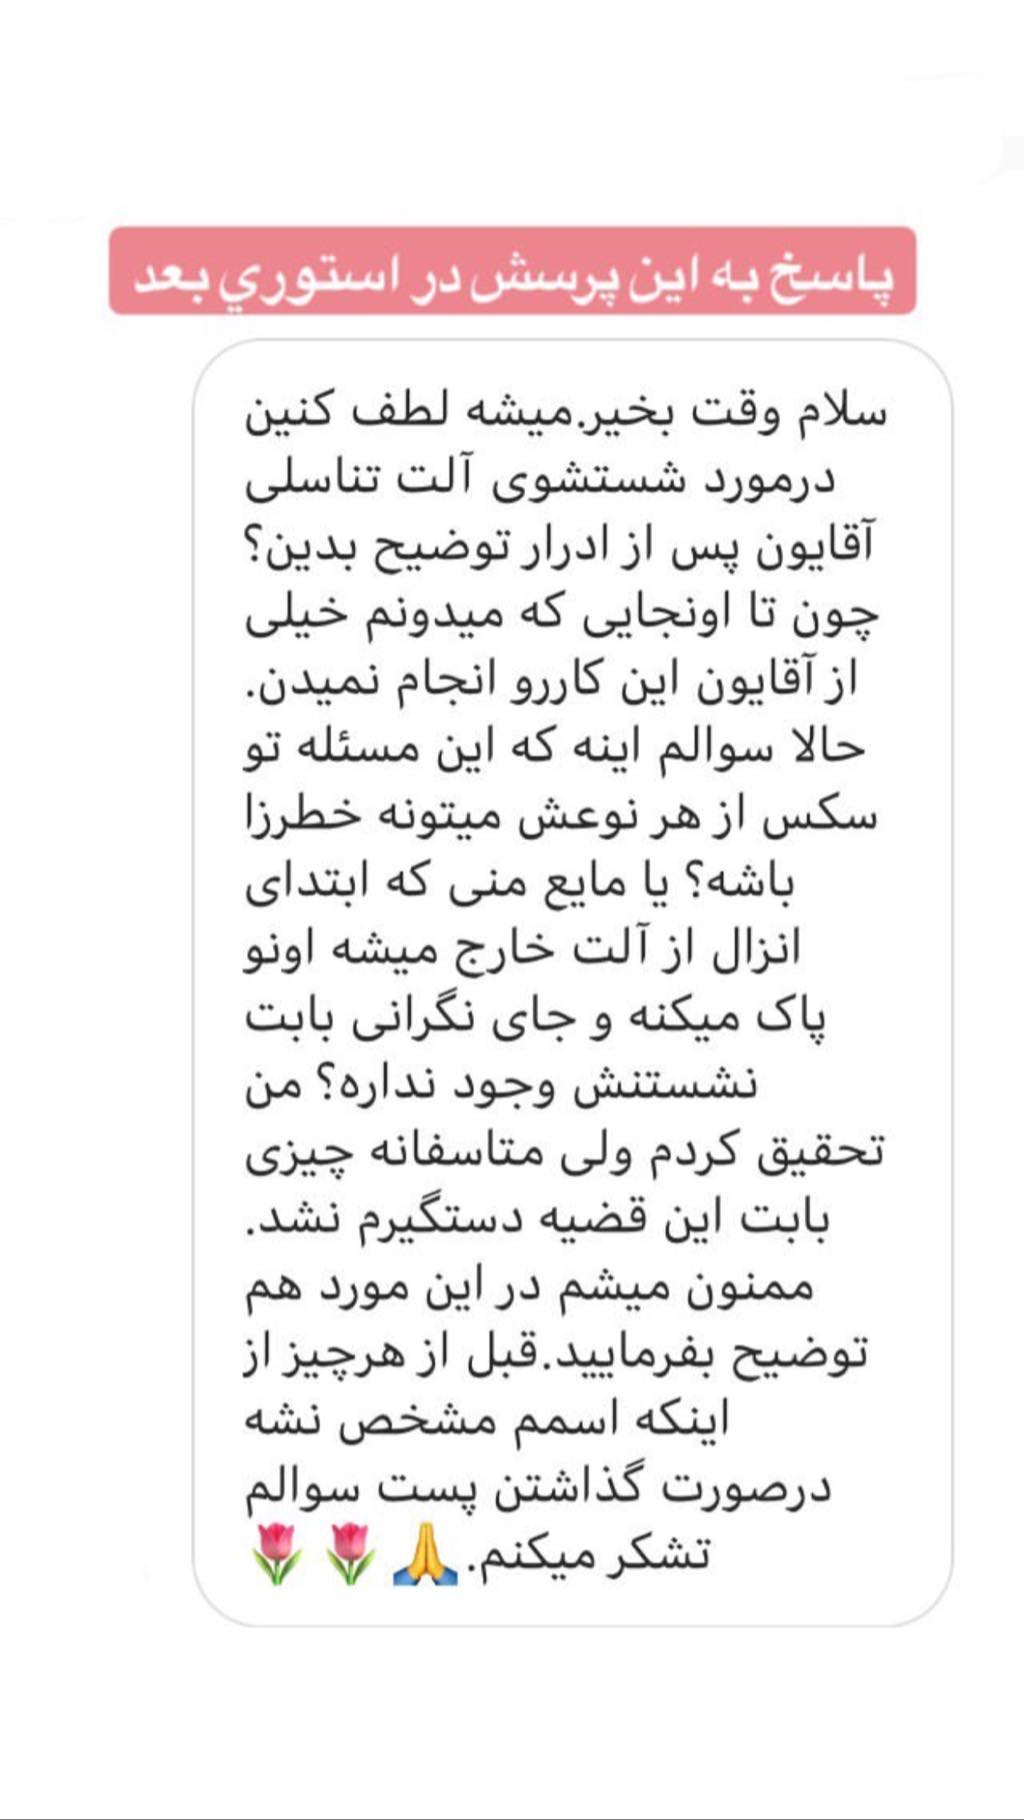 پاسخ به این پرسش در استوري بعد
سلام وقت بخیر.میشه لطف کنین
درمورد شستشوی آلت تناسلی
آقایون پس از ادرار توضیح بدین؟
چون تا اونجایی که میدونم خیلی
از آقایون این کاررو انجام نمیدن.
حالا سوالم اینه که این مسئله تو
سکس از هر نوعش میتونه خطرزا
باشه؟ یا مایع منی که ابتدای
انزال از آلت خارج میشه اونو
پاک میکنه و جای نگرانی بابت
نشستنش وجود نداره؟ من
تحقیق کردم ولی متاسفانه چیزی
بابت این قضیه دستگیرم نشد.
ممنون میشم در این مورد هم
توضیح بفرمایید.قبل از هرچیز از
اینکه اسمم مشخص نشه
درصورت گذاشتن پست سوالم
تشکر میکنم.🙏🌷🌷